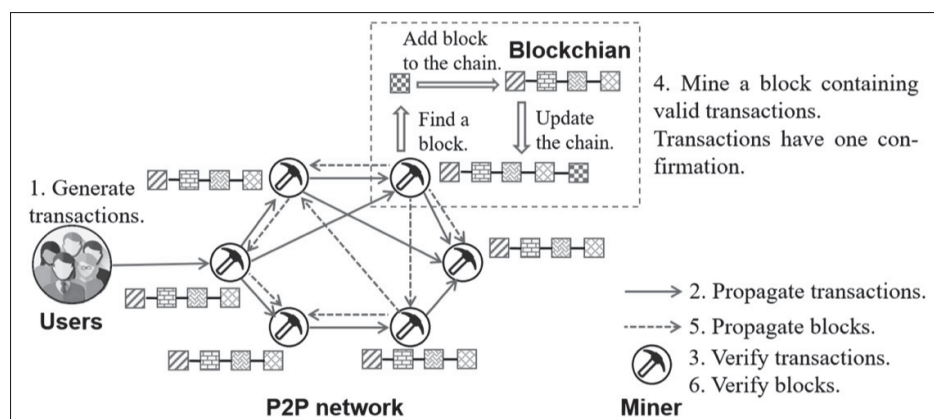 Add block
to the chain.
Blockchian
Find a
block.
Update
the chain.
4. Mine a block containing
valid transactions.
Transactions have one con-
firmation.
1. Generate
transactions.
Users
2. Propagate transactions.
5. Propagate blocks.
3. Verify transactions.
6. Verify blocks.
P2P network
Miner